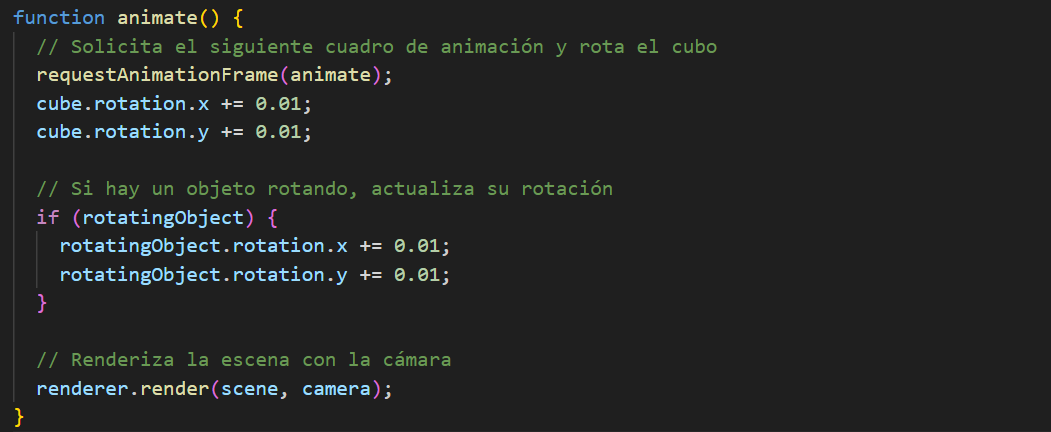 function animate() {
// Solicita el siguiente cuadro de animación y rota el cubo
requestAnimationFrame(animate);
cube.rotation.x += 0.01;
cube.rotation.y += 0.01;
// Si hay un objeto rotando, actualiza su rotación
if (rotatingObject) {
rotatingObject.rotation.x += 0.01;
rotatingObject.rotation.y += 0.01;
}
// Renderiza la escena con la cámara
renderer.render(scene, camera);
}